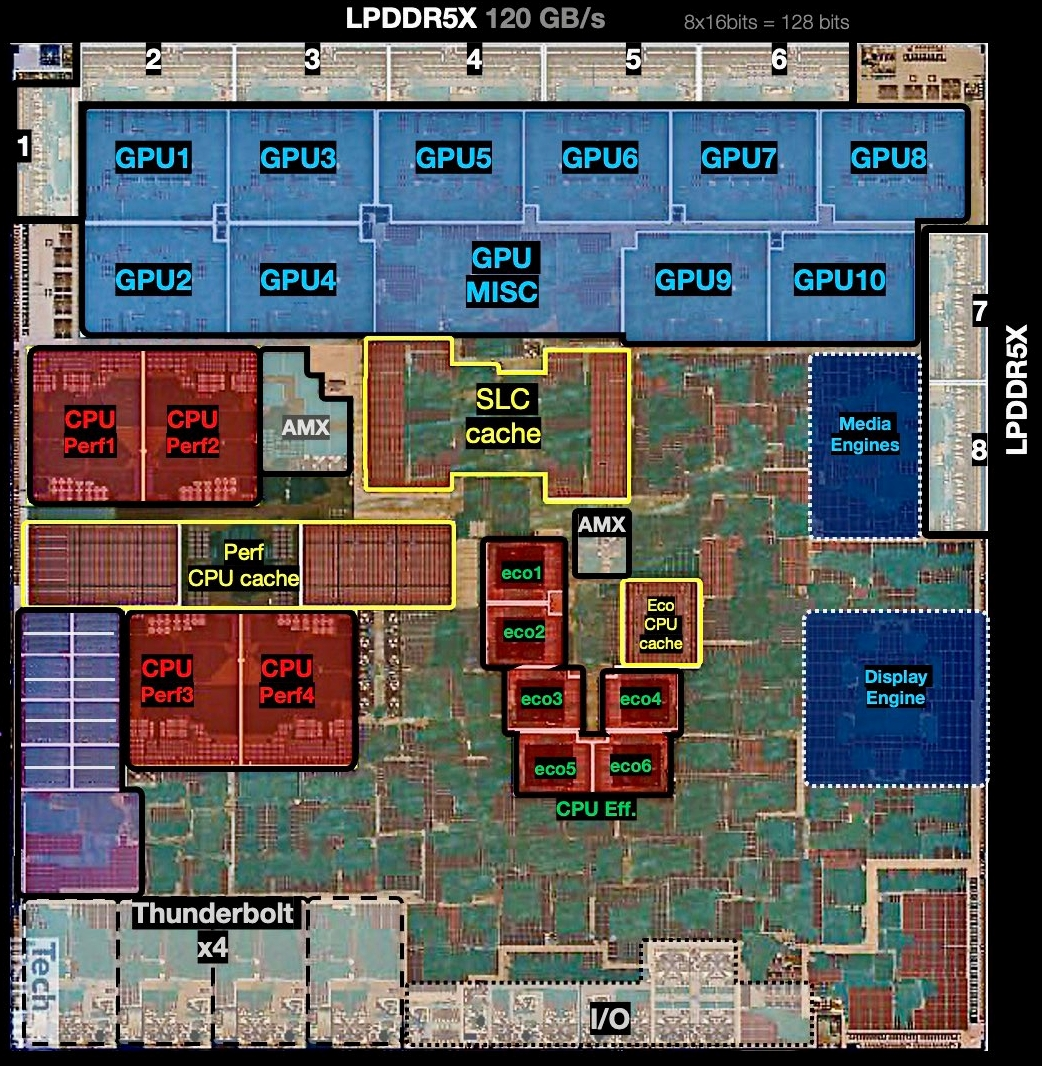 LPDDR5X 120 GB/s
8x16bits = 128 bits
2
3
4
5
6
1
GPU1
GPU3
GPU5
GPU6
GPU7
GPU8
GPU2
GPU4
GPU
MISC
GPU9
GPU10
7
8
LPDDR5X
CPU
Perf1
CPU
Perf2
AMX
SLC
cache
Media
Engines
Perf
CPU cache
AMX
eco1
eco2
Eco
CPU
cache
CPU
Perf3
CPU
Perf4
eco3
eco4
eco5
eco6
CPU Eff.
Display
Engine
Thunderbolt
x4
Tech
I/O